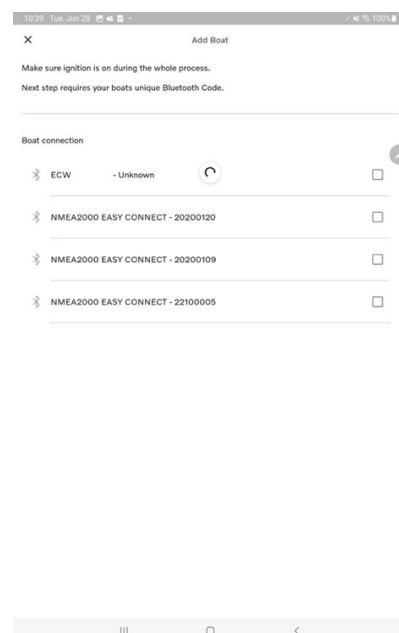 10:39 Tue, Jun 28
100%
Add Boat
Make sure ignition is on during the whole process.
Next step requires your boats unique Bluetooth Code.
Boat connection
ECW - Unknown
NMEA2000 EASY CONNECT - 20200120
NMEA2000 EASY CONNECT - 20200109
NMEA2000 EASY CONNECT - 22100005